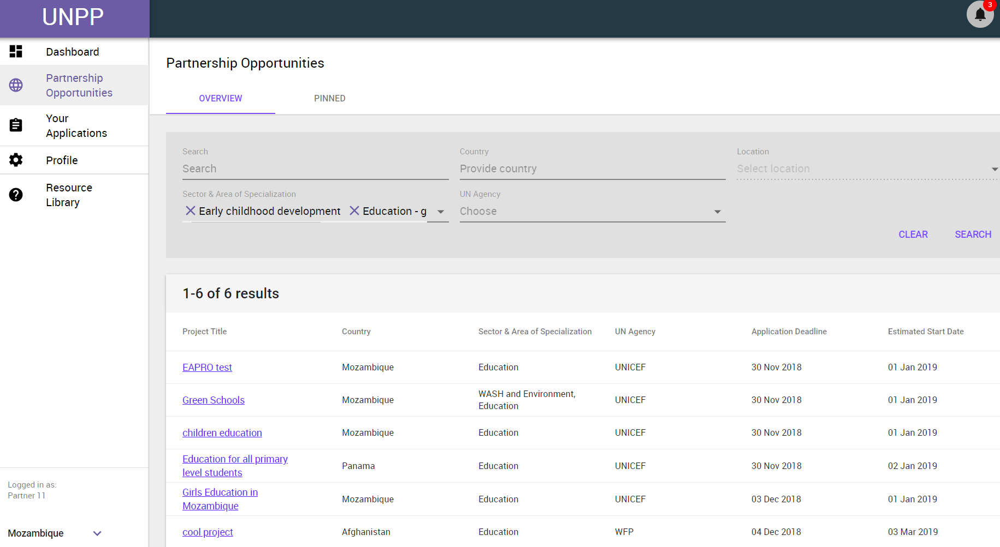 UNPP
3
Dashboard
Partnership
Opportunities
Your
Applications
Profile
Resource
Library
Logged in as:
Partner 11
Mozambique
Partnership Opportunities
OVERVIEW PINNED
Search Country Location
Search Provide country Select location
Sector & Area of Specialization UN Agency
Early childhood development Education - g Choose
CLEAR SEARCH
1-6 of 6 results
Project Title Country Sector & Area of Specialization UN Agency Application Deadline Estimated Start Date
EAPRO test Mozambique Education UNICEF 30 Nov 2018 01 Jan 2019
Green Schools Mozambique WASH and Environment, UNICEF 30 Nov 2018 01 Jan 2019
Education
children education Mozambique Education UNICEF 30 Nov 2018 01 Jan 2019
Education for all primary Panama Education UNICEF 30 Nov 2018 02 Jan 2019
level students
Girls Education in Mozambique Education UNICEF 03 Dec 2018 01 Jan 2019
Mozambique
cool project Afghanistan Education WFP 04 Dec 2018 03 Mar 2019